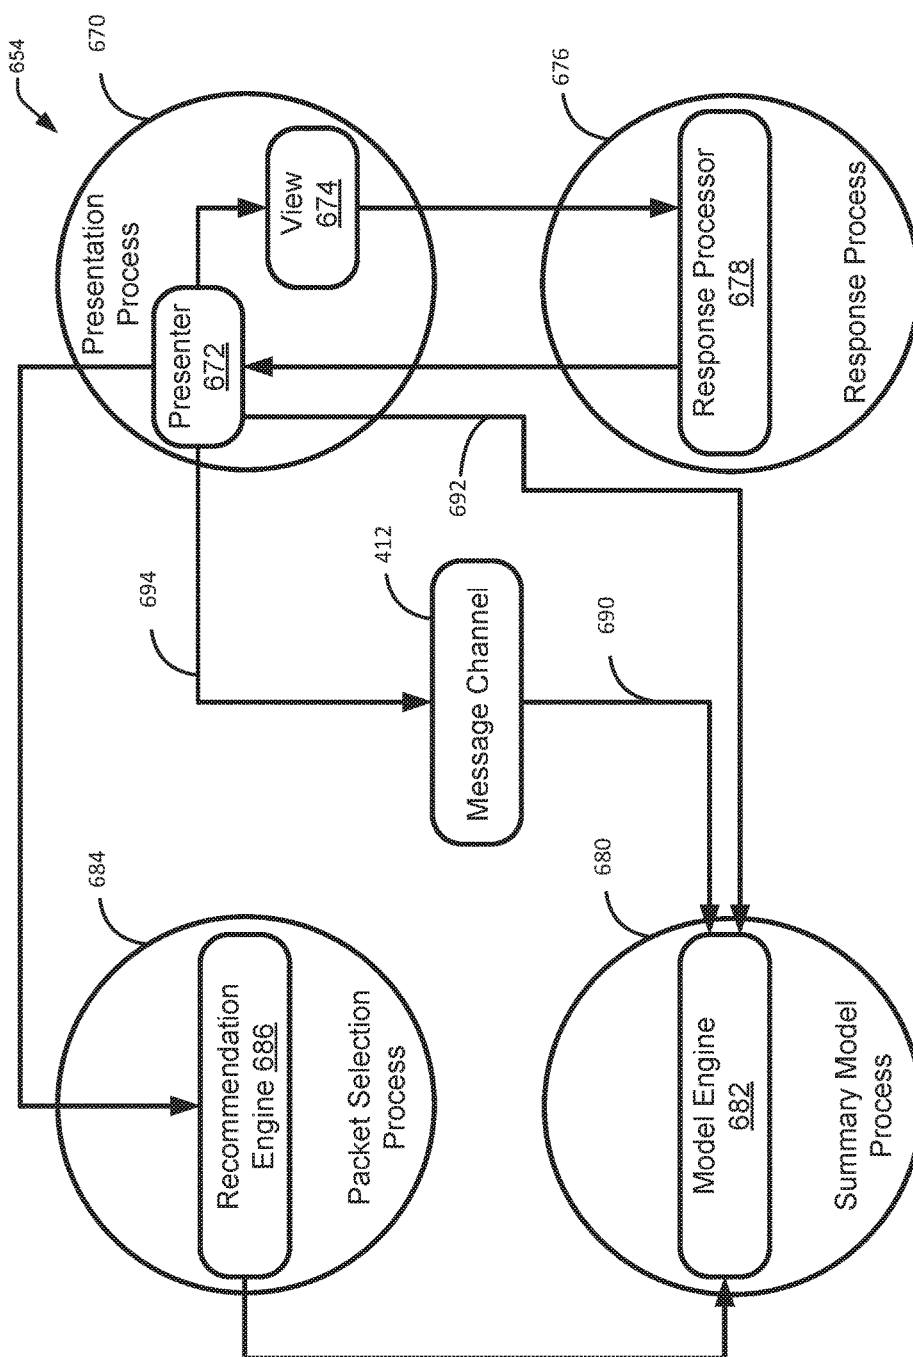 654
670
Presentation
Process
Presenter
672
View
674
676
Response Processor
678
Response Process
692
694
412
Message Channel
690
684
Recommendation
Engine 686
Packet Selection
Process
680
Model Engine
682
Summary Model
Process